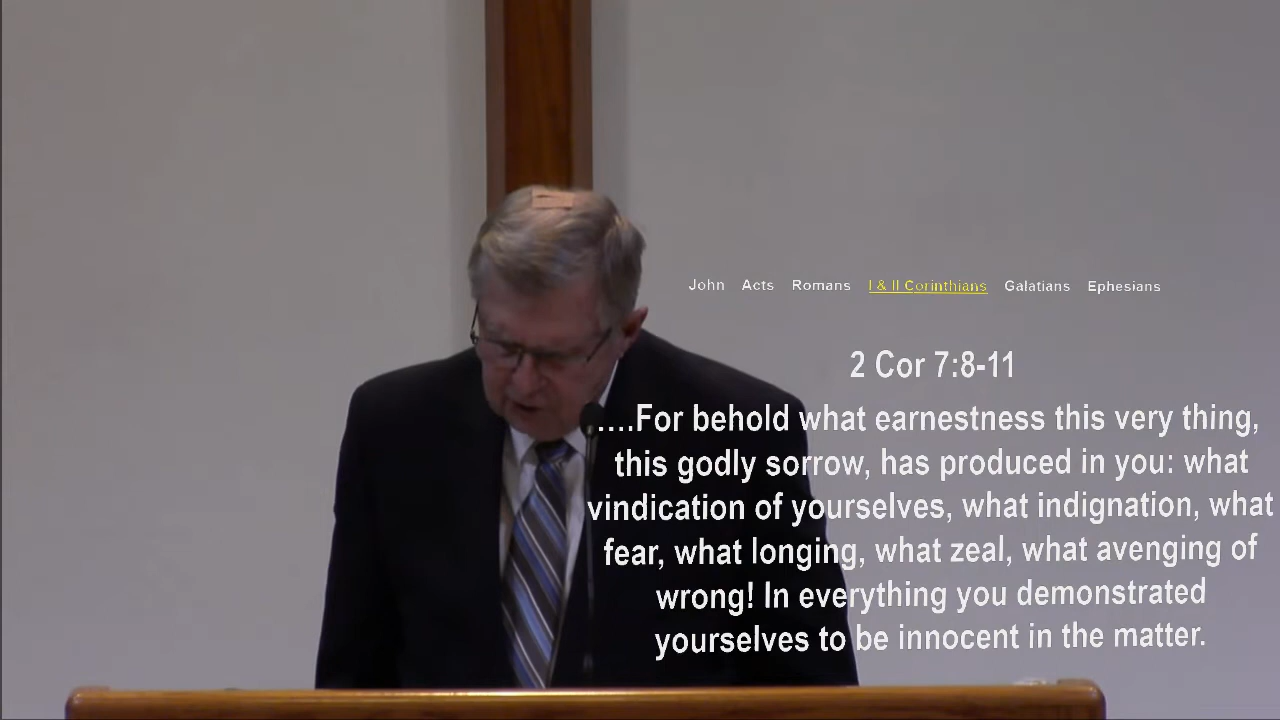 John Acts Romans I & II Corinthians Galatians Ephesians
2 Cor 7:8-11
....For behold what earnestness this very thing,
this godly sorrow, has produced in you: what
vindication of yourselves, what indignation, what
fear, what longing, what zeal, what avenging of
wrong! In everything you demonstrated
yourselves to be innocent in the matter.